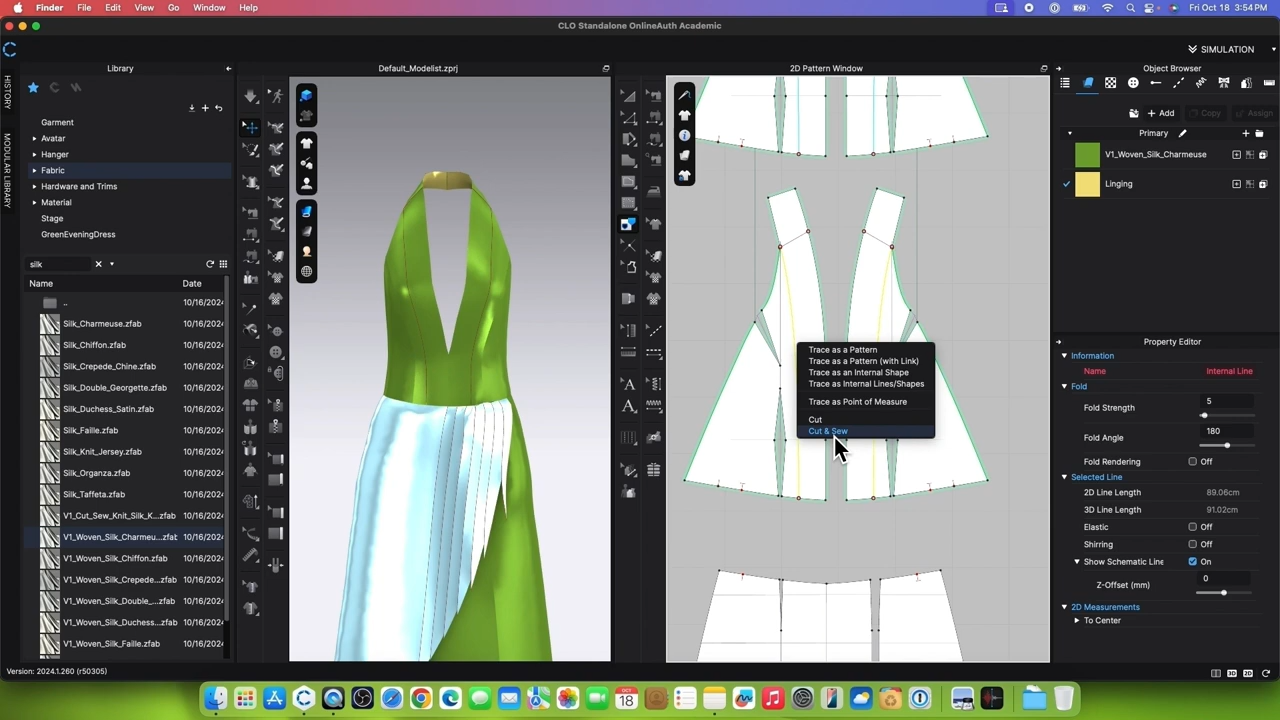 Finder File Edit View Go Window Help
Fri Oct 18 3:54 PM
CLO Standalone OnlineAuth Academic
SIMULATION
HISTORY
MODULAR LIBRARY
Library
Garment
Avatar
Hanger
Fabric
Hardware and Trims
Material
Stage
GreenEveningDress
silk
Name Date
.. 10/16/2024
Silk_Charmeuse.zfab 10/16/2024
Silk_Chiffon.zfab 10/16/2024
Silk_Crepede_Chine.zfab 10/16/2024
Silk_Double_Georgette.zfab 10/16/2024
Silk_Duchess_Satin.zfab 10/16/2024
Silk_Faille.zfab 10/16/2024
Silk_Knit_Jersey.zfab 10/16/2024
Silk_Organza.zfab 10/16/2024
Silk_Taffeta.zfab 10/16/2024
V1_Cut_Sew_Knit_Silk_K...zfab 10/16/2024
V1_Woven_Silk_Charmeu...zfab 10/16/2024
V1_Woven_Silk_Chiffon.zfab 10/16/2024
V1_Woven_Silk_Crepede...zfab 10/16/2024
V1_Woven_Silk_Double_...zfab 10/16/2024
V1_Woven_Silk_Duchess...zfab 10/16/2024
V1_Woven_Silk_Faille.zfab 10/16/2024
Version: 2024.1.260 (r50305)
Default_Modelist.zprj
2D Pattern Window
Trace as a Pattern
Trace as a Pattern (with Link)
Trace as an Internal Shape
Trace as Internal Lines/Shapes
Trace as Point of Measure
Cut
Cut & Sew
Object Browser
+ Add Copy Assign
Primary
V1_Woven_Silk_Charmeuse
Linging
Property Editor
Information
Name Internal Line
Fold
Fold Strength 5
Fold Angle 180
Fold Rendering Off
Selected Line
2D Line Length 89.06cm
3D Line Length 91.02cm
Elastic Off
Shirring Off
Show Schematic Line On
Z-Offset (mm) 0
2D Measurements
To Center
3D 2D
OCT
18